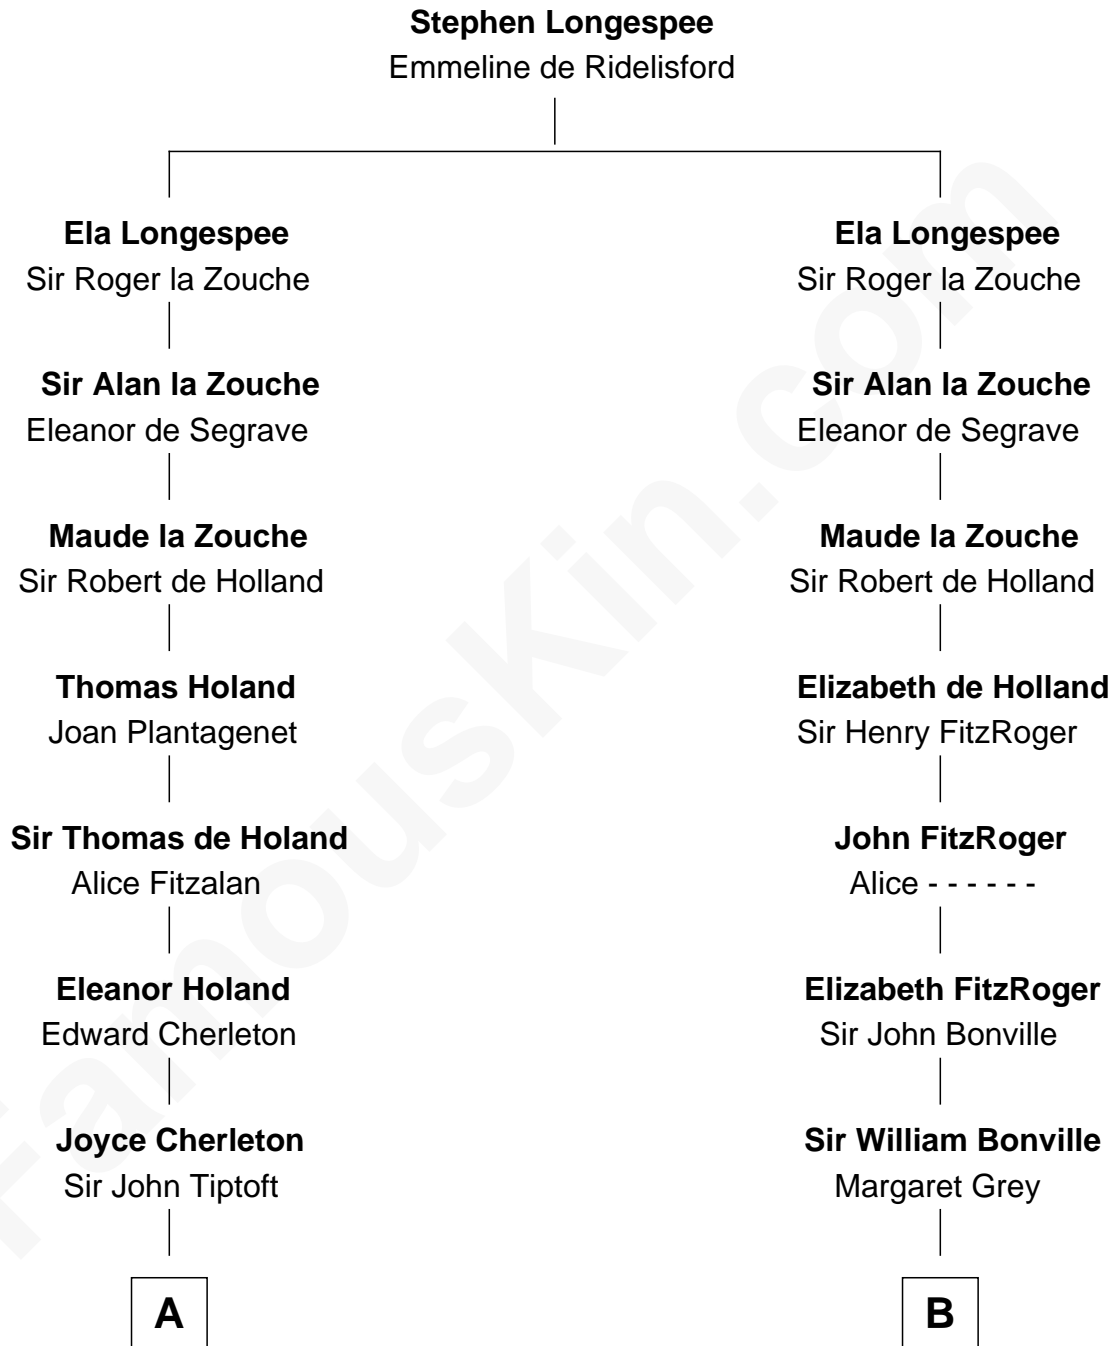 Stephen Longespee
Emmeline de Ridelisford
Ela Longespee
Sir Roger la Zouche
Sir Alan la Zouche
Eleanor de Segrave
Maude la Zouche
Sir Robert de Holland
Thomas Holand
Joan Plantagenet
Sir Thomas de Holand
Alice Fitzalan
Eleanor Holand
Edward Cherleton
Joyce Cherleton
Sir John Tiptoft
A
Ela Longespee
Sir Roger la Zouche
Sir Alan la Zouche
Eleanor de Segrave
Maude la Zouche
Sir Robert de Holland
Elizabeth de Holland
Sir Henry FitzRoger
John FitzRoger
Alice - - - - - -
Elizabeth FitzRoger
Sir John Bonville
Sir William Bonville
Margaret Grey
B
FamousKin.com